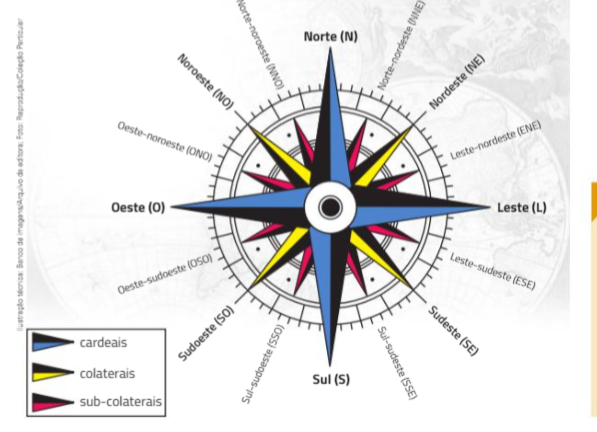 Norte (N)
Norte-noroeste (NNO)
Norte-nordeste (NNE)
Noroeste (NO)
Nordeste (NE)
Oeste-noroeste (ONO)
Leste-nordeste (ENE)
Oeste (O)
Leste (L)
Oeste-sudoeste (OSO)
Leste-sudeste (ESE)
Sudoeste (SO)
Sudeste (SE)
Sul-sudoeste (SSO)
Sul-sudeste (SSE)
Sul (S)
cardeais
colaterais
sub-colaterais
Ilustração técnica: Banco de imagens/Arquivo da editora; Foto: Reprodução/Coleção Particular